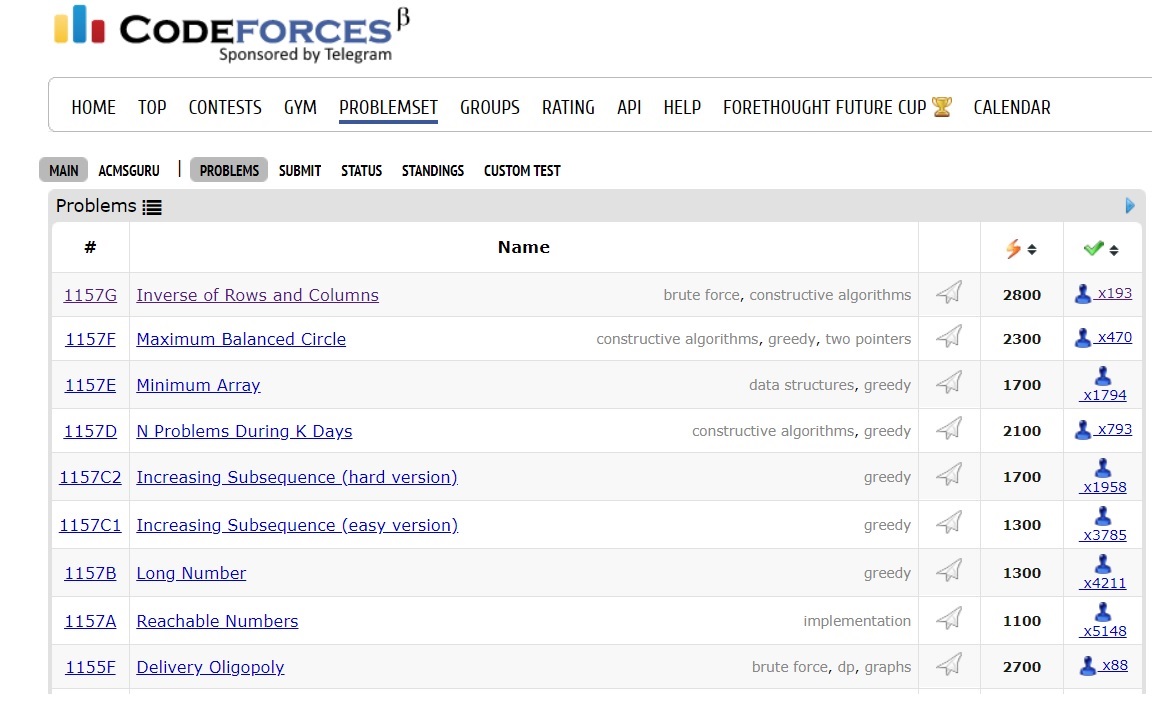 CODEFORCES β
Sponsored by Telegram
HOME TOP CONTESTS GYM PROBLEMSET GROUPS RATING API HELP FORETHOUGHT FUTURE CUP CALENDAR
MAIN ACMSGURU | PROBLEMS SUBMIT STATUS STANDINGS CUSTOM TEST
Problems
# Name
1157G Inverse of Rows and Columns brute force, constructive algorithms 2800 x193
1157F Maximum Balanced Circle constructive algorithms, greedy, two pointers 2300 x470
1157E Minimum Array data structures, greedy 1700 x1794
1157D N Problems During K Days constructive algorithms, greedy 2100 x793
1157C2 Increasing Subsequence (hard version) greedy 1700 x1958
1157C1 Increasing Subsequence (easy version) greedy 1300 x3785
1157B Long Number greedy 1300 x4211
1157A Reachable Numbers implementation 1100 x5148
1155F Delivery Oligopoly brute force, dp, graphs 2700 x88